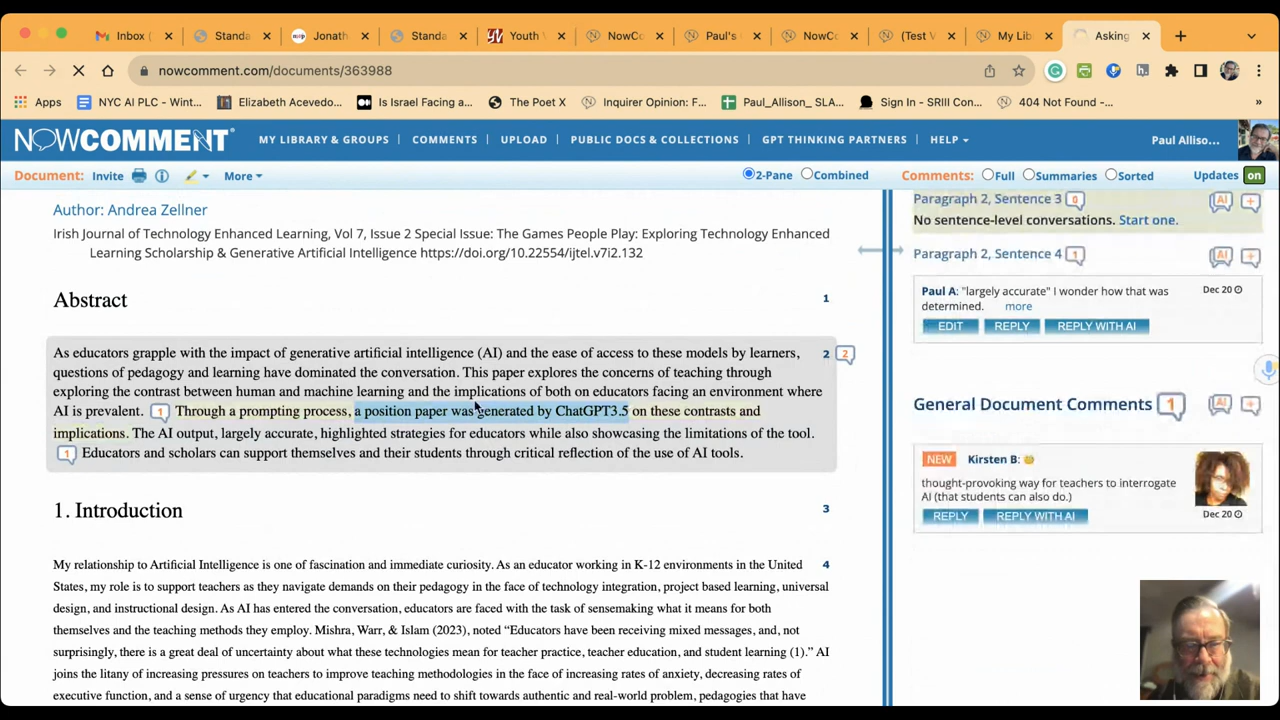 Inbox (
Standa
Jonath
Standa
Youth V
NowCo
Paul's
NowCo
(Test V
My Lib
Asking
nowcomment.com/documents/363988
Apps
NYC AI PLC - Wint...
Elizabeth Acevedo...
Is Israel Facing a...
The Poet X
Inquirer Opinion: F...
Paul_Allison_ SLA...
Sign In - SRIII Con...
404 Not Found -...
»
NOWCOMMENT®
MY LIBRARY & GROUPS | COMMENTS | UPLOAD | PUBLIC DOCS & COLLECTIONS | GPT THINKING PARTNERS | HELP
Paul Alliso...
Document: Invite
More
2-Pane
Combined
Comments:
Full
Summaries
Sorted
Updates on
Author: Andrea Zellner
Irish Journal of Technology Enhanced Learning, Vol 7, Issue 2 Special Issue: The Games People Play: Exploring Technology Enhanced
Learning Scholarship & Generative Artificial Intelligence https://doi.org/10.22554/ijtel.v7i2.132
Abstract 1
As educators grapple with the impact of generative artificial intelligence (AI) and the ease of access to these models by learners, 2 2
questions of pedagogy and learning have dominated the conversation. This paper explores the concerns of teaching through
exploring the contrast between human and machine learning and the implications of both on educators facing an environment where
AI is prevalent. 1 Through a prompting process, a position paper was generated by ChatGPT3.5 on these contrasts and
implications. The AI output, largely accurate, highlighted strategies for educators while also showcasing the limitations of the tool.
1 Educators and scholars can support themselves and their students through critical reflection of the use of AI tools.
1. Introduction 3
My relationship to Artificial Intelligence is one of fascination and immediate curiosity. As an educator working in K-12 environments in the United 4
States, my role is to support teachers as they navigate demands on their pedagogy in the face of technology integration, project based learning, universal
design, and instructional design. As AI has entered the conversation, educators are faced with the task of sensemaking what it means for both
themselves and the teaching methods they employ. Mishra, Warr, & Islam (2023), noted “Educators have been receiving mixed messages, and, not
surprisingly, there is a great deal of uncertainty about what these technologies mean for teacher practice, teacher education, and student learning (1).” AI
joins the litany of increasing pressures on teachers to improve teaching methodologies in the face of increasing rates of anxiety, decreasing rates of
executive function, and a sense of urgency that educational paradigms need to shift towards authentic and real-world problem, pedagogies that have
Paragraph 2, Sentence 3 0 AI +
No sentence-level conversations. Start one.
Paragraph 2, Sentence 4 1 AI +
Paul A: "largely accurate" I wonder how that was
determined. more
Dec 20
EDIT
REPLY
REPLY WITH AI
General Document Comments 1 AI +
NEW Kirsten B:
thought-provoking way for teachers to interrogate
AI (that students can also do.)
Dec 20
REPLY
REPLY WITH AI